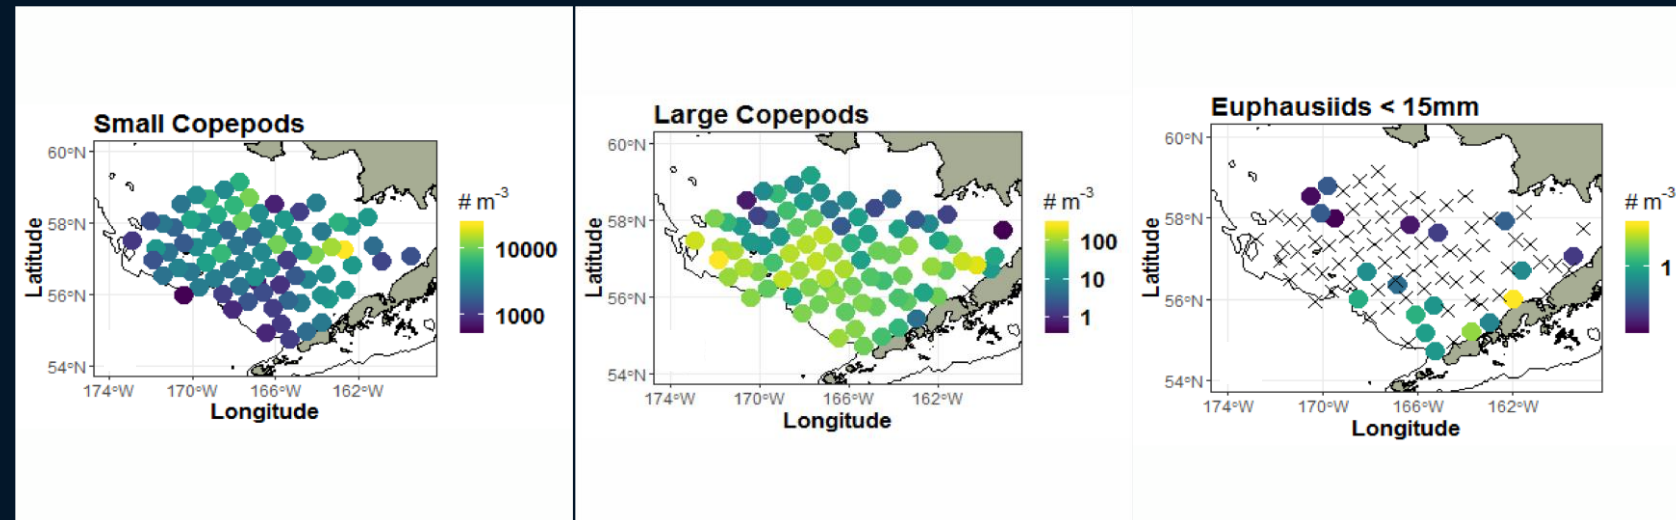 Small Copepods
60°N
58°N
56°N
54°N
Latitude
174°W 170°W 166°W 162°W
Longitude
# m-3
10000
1000
Large Copepods
60°N
58°N
56°N
54°N
Latitude
174°W 170°W 166°W 162°W
Longitude
# m-3
100
10
1
Euphausiids < 15mm
60°N
58°N
56°N
54°N
Latitude
174°W 170°W 166°W 162°W
Longitude
# m-3
1